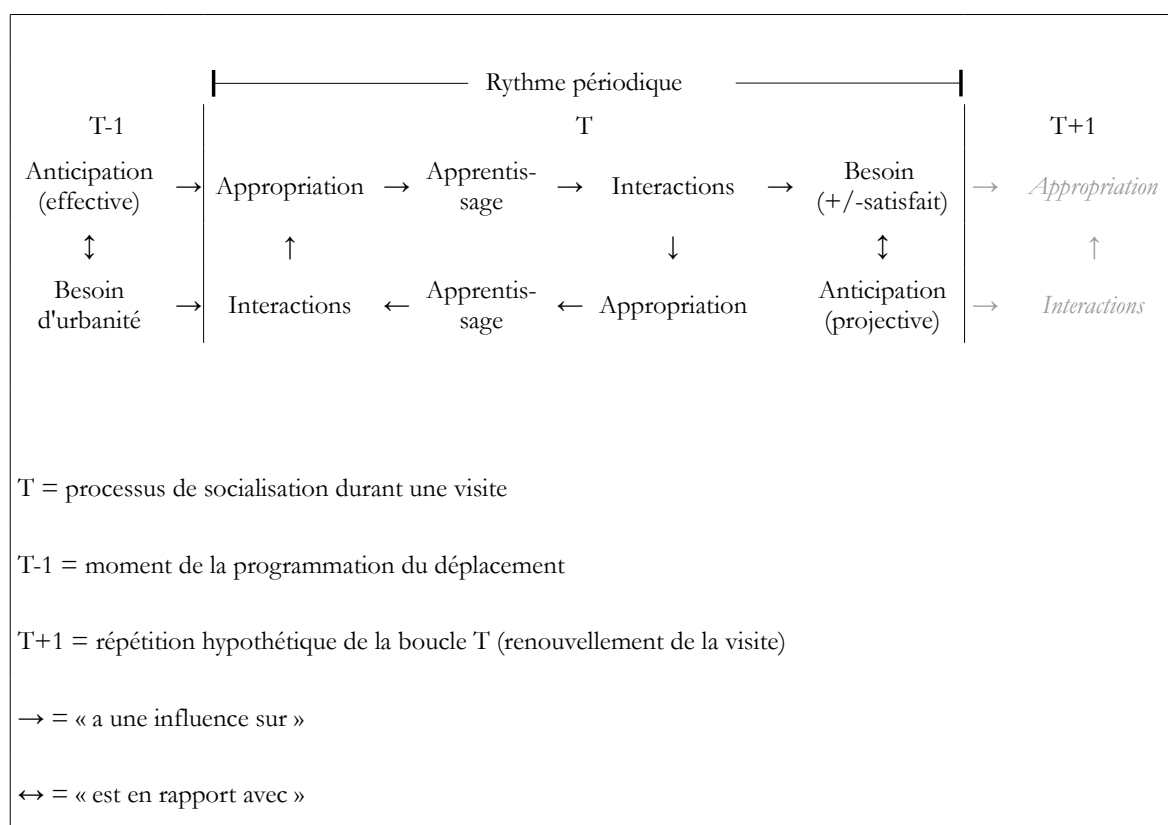 Rythme périodique
T-1 T T+1
Anticipation (effective) → Appropriation → Apprentis-sage → Interactions → Besoin (+/-satisfait) → Appropriation
↕ ↑ ↓ ↕ ↑
Besoin d'urbanité → Interactions ← Apprentis-sage ← Appropriation Anticipation (projective) → Interactions
T = processus de socialisation durant une visite
T-1 = moment de la programmation du déplacement
T+1 = répétition hypothétique de la boucle T (renouvellement de la visite)
→ = « a une influence sur »
↔ = « est en rapport avec »